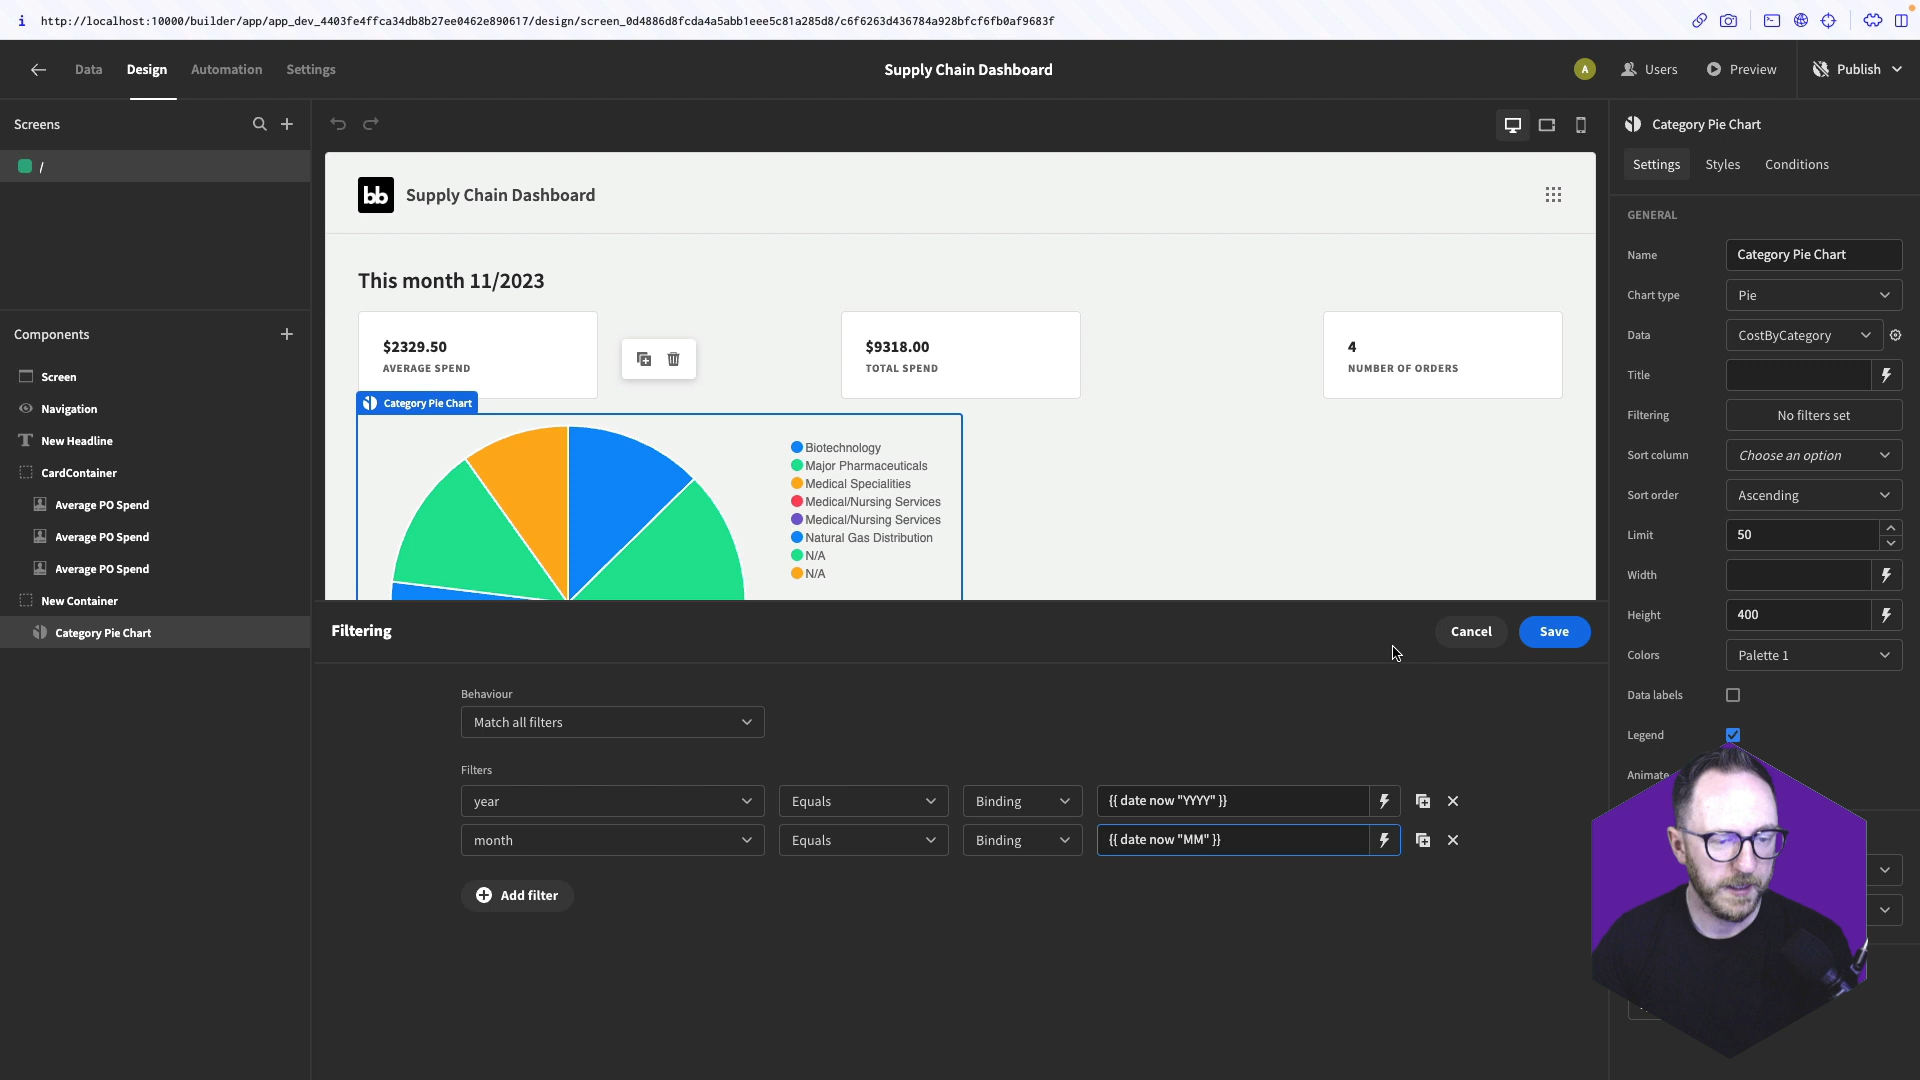 i http://localhost:10000/builder/app/app_dev_4403fe4ffca34db8b27ee0462e890617/design/screen_0d4886d8fcda4a5abb1eee5c81a285d8/c6f6263d436784a928bfcf6fb0af9683f
Data
Design
Automation
Settings
Supply Chain Dashboard
A
Users
Preview
Publish
Screens
/
Components
Screen
Navigation
New Headline
CardContainer
Average PO Spend
Average PO Spend
Average PO Spend
New Container
Category Pie Chart
bb
Supply Chain Dashboard
This month 11/2023
$2329.50
AVERAGE SPEND
$9318.00
TOTAL SPEND
4
NUMBER OF ORDERS
Category Pie Chart
Biotechnology
Major Pharmaceuticals
Medical Specialities
Medical/Nursing Services
Medical/Nursing Services
Natural Gas Distribution
N/A
N/A
Filtering
Cancel
Save
Behaviour
Match all filters
Filters
year
Equals
Binding
{{ date now "YYYY" }}
month
Equals
Binding
{{ date now "MM" }}
Add filter
Category Pie Chart
Settings
Styles
Conditions
GENERAL
Name
Category Pie Chart
Chart type
Pie
Data
CostByCategory
Title
Filtering
No filters set
Sort column
Choose an option
Sort order
Ascending
Limit
50
Width
Height
400
Colors
Palette 1
Data labels
Legend
Animate